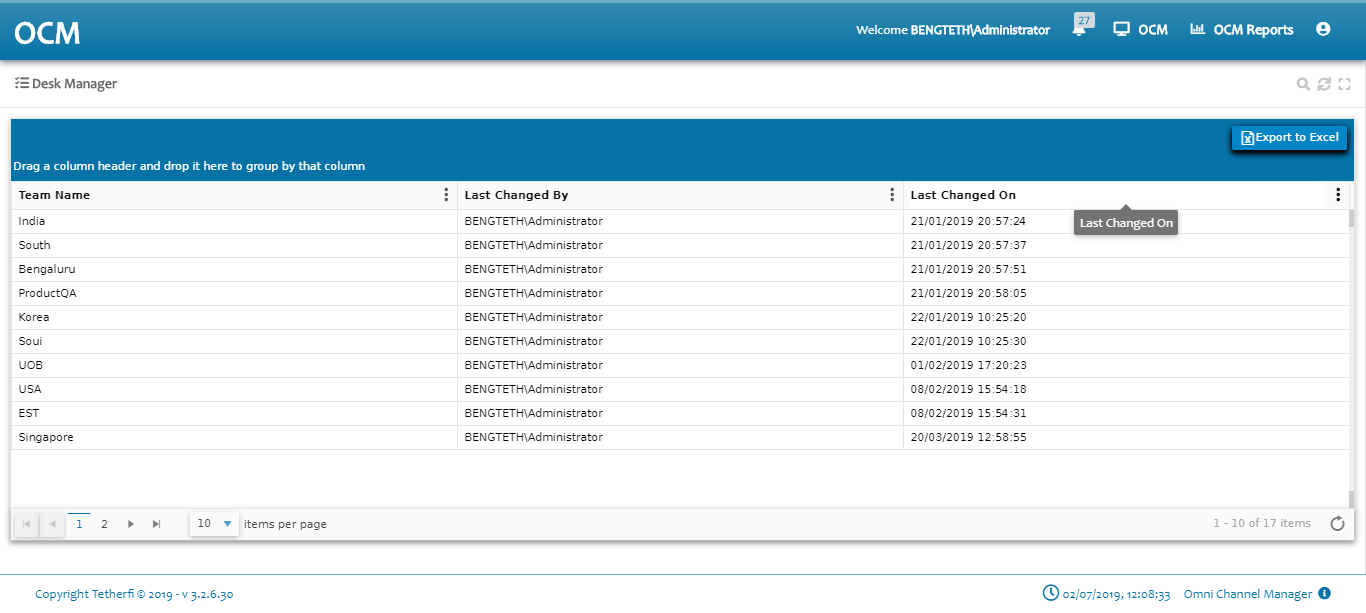 OCM
Welcome BENGTETH\Administrator 27 OCM OCM Reports
Desk Manager
Export to Excel
Drag a column header and drop it here to group by that column
Team Name Last Changed By Last Changed On
India BENGTETH\Administrator 21/01/2019 20:57:24
Last Changed On
South BENGTETH\Administrator 21/01/2019 20:57:37
Bengaluru BENGTETH\Administrator 21/01/2019 20:57:51
ProductQA BENGTETH\Administrator 21/01/2019 20:58:05
Korea BENGTETH\Administrator 22/01/2019 10:25:20
Soui BENGTETH\Administrator 22/01/2019 10:25:30
UOB BENGTETH\Administrator 01/02/2019 17:20:23
USA BENGTETH\Administrator 08/02/2019 15:54:18
EST BENGTETH\Administrator 08/02/2019 15:54:31
Singapore BENGTETH\Administrator 20/03/2019 12:58:55
1 2 10 items per page 1 - 10 of 17 items
Copyright Tetherfi © 2019 - v 3.2.6.30 02/07/2019, 12:08:33 Omni Channel Manager